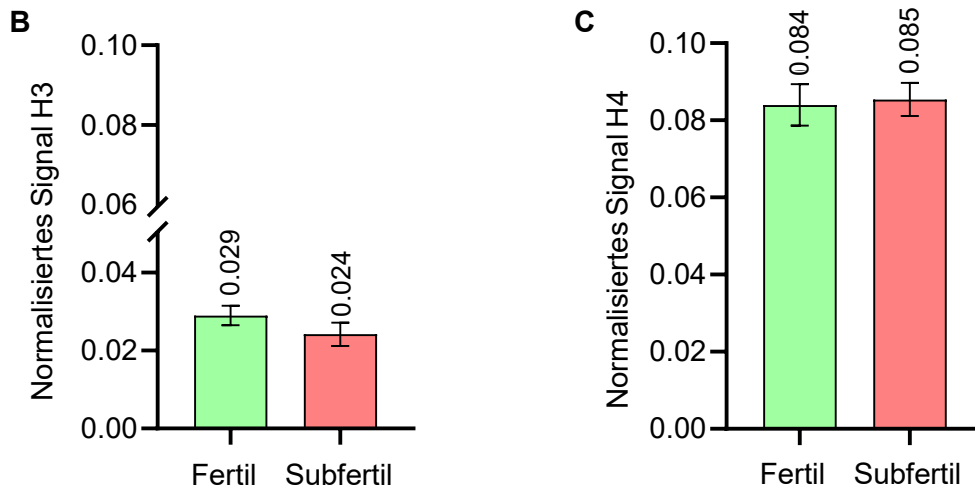 B
Normalisiertes Signal H3
0.10
0.08
0.06
0.04
0.02
0.00
0.029
0.024
Fertil Subfertil
C
Normalisiertes Signal H4
0.10
0.08
0.06
0.04
0.02
0.00
0.084
0.085
Fertil Subfertil